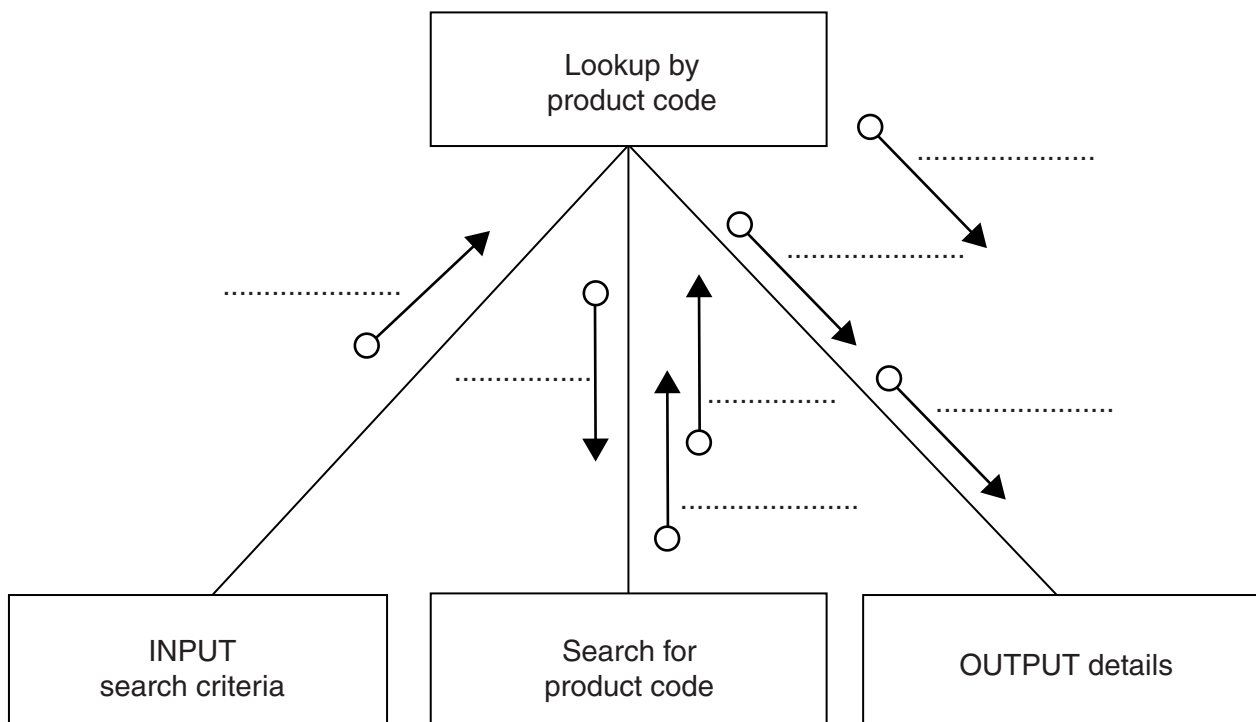 Lookup by
product code
INPUT
search criteria
Search for
product code
OUTPUT details